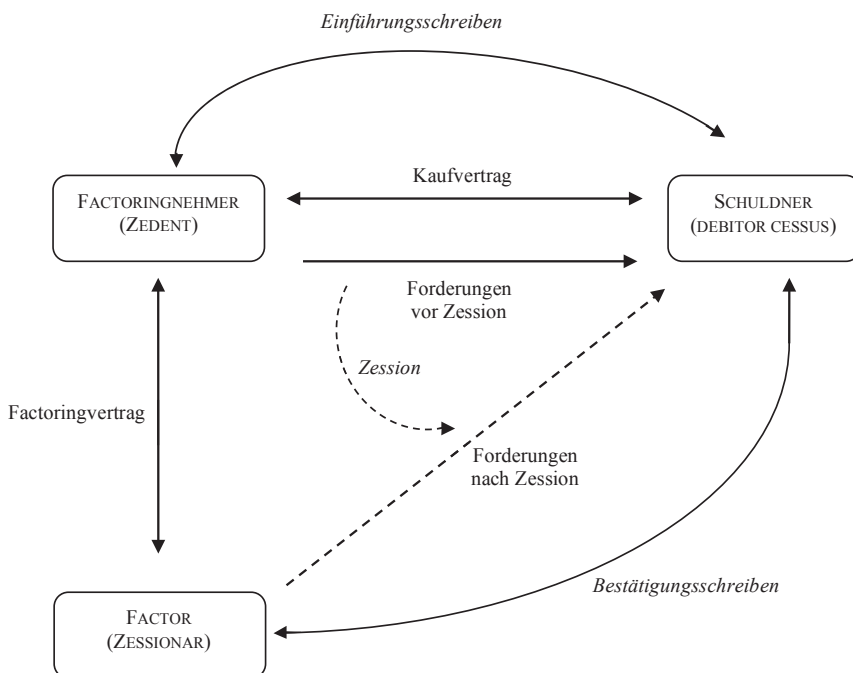 Einführungsschreiben
FACTORINGNEHMER
(ZEDENT)
Kaufvertrag
SCHULDNER
(DEBITOR CESSUS)
Forderungen
vor Zession
Zession
Factoringvertrag
Forderungen
nach Zession
Bestätigungsschreiben
FACTOR
(ZESSIONAR)